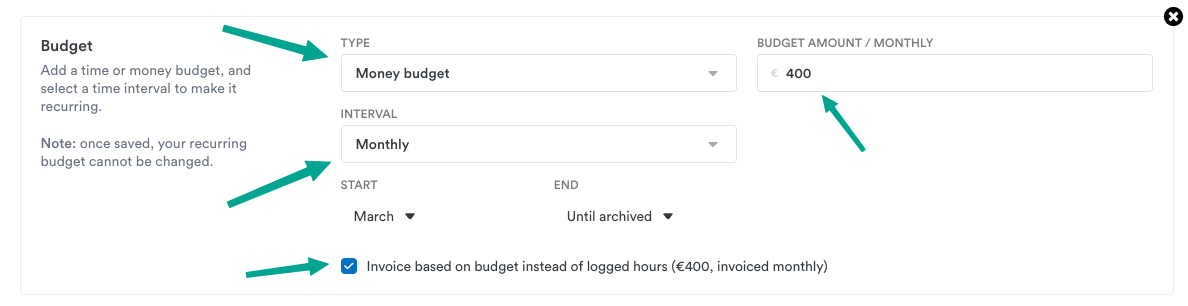 Budget
Add a time or money budget, and
select a time interval to make it
recurring.
Note: once saved, your recurring
budget cannot be changed.
TYPE
Money budget
BUDGET AMOUNT / MONTHLY
€ 400
INTERVAL
Monthly
START
March
END
Until archived
Invoice based on budget instead of logged hours (€400, invoiced monthly)